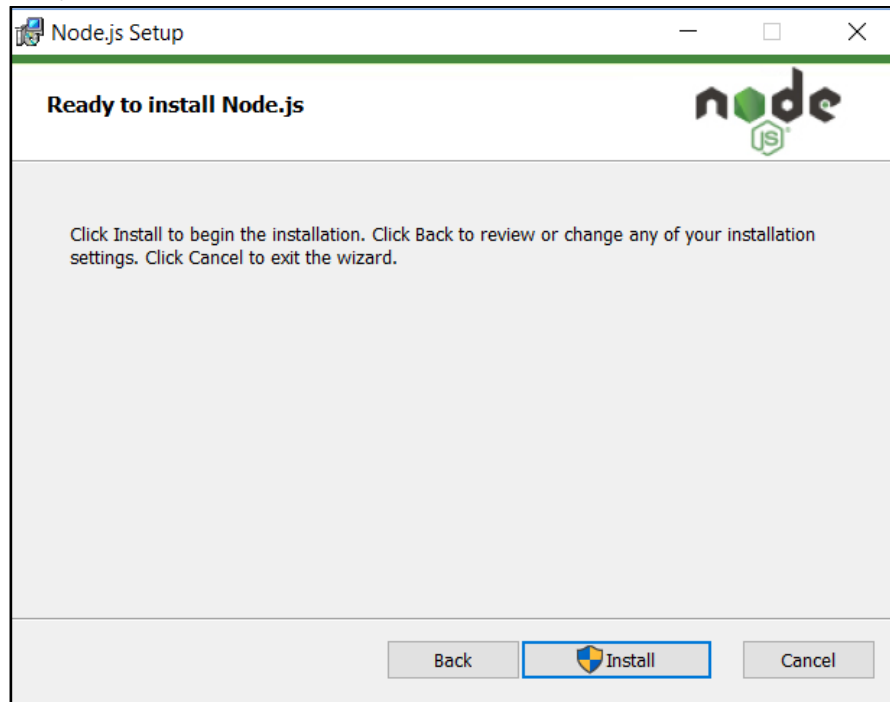 Node.js Setup
Ready to install Node.js
node
JS
Click Install to begin the installation. Click Back to review or change any of your installation
settings. Click Cancel to exit the wizard.
Back
Install
Cancel